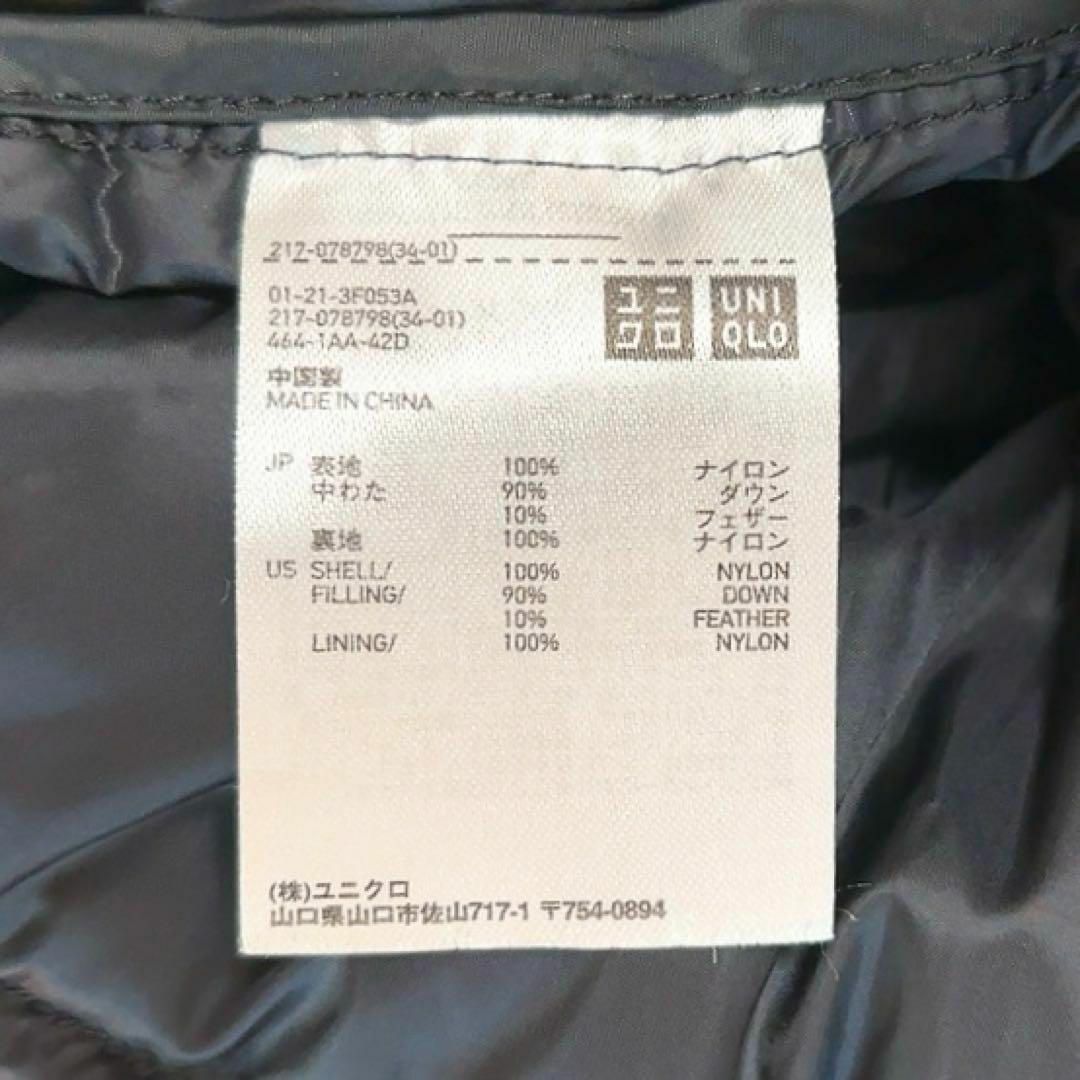 217-078798(34-01)
01-21-3F053A
217-078798(34-01)
464-1AA-42D
ユニ
クロ
UNI
QLO
中国製
MADE IN CHINA
JP 表地 100% ナイロン
中わた 90% ダウン
10% フェザー
裏地 100% ナイロン
US SHELL/ 100% NYLON
FILLING/ 90% DOWN
10% FEATHER
LINING/ 100% NYLON
(株)ユニクロ
山口県山口市佐山717-1 〒754-0894